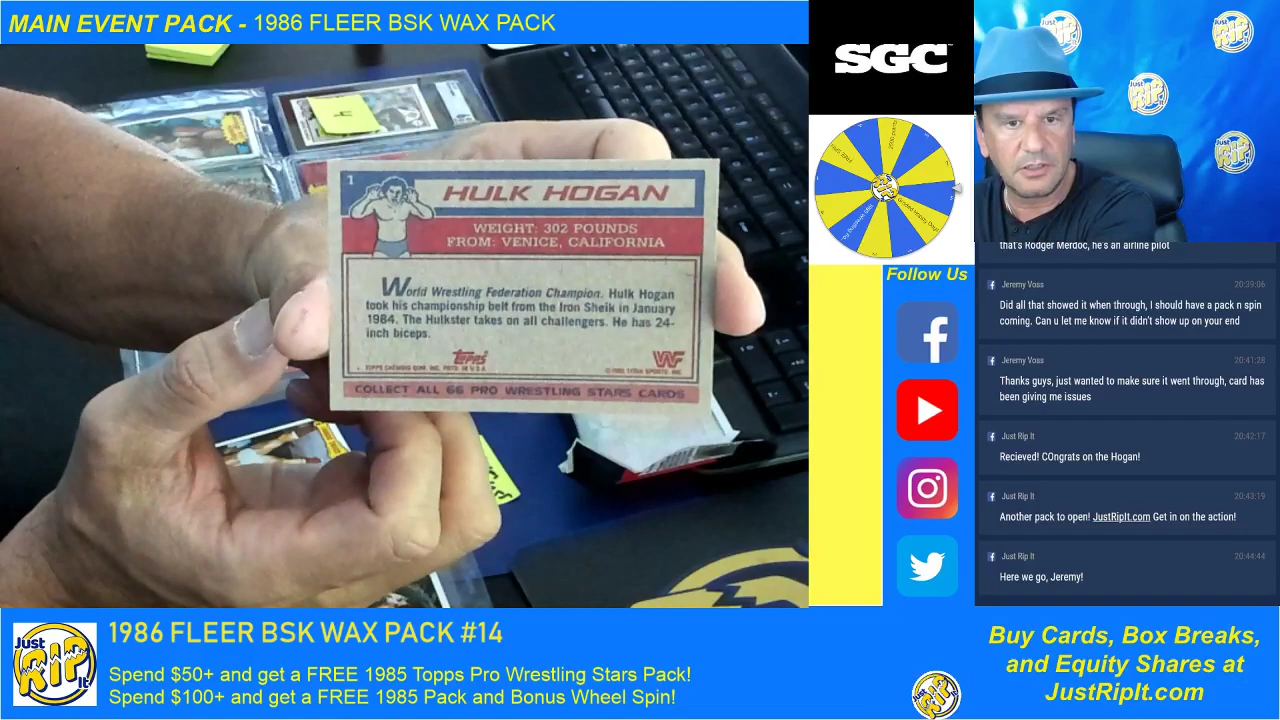 MAIN EVENT PACK - 1986 FLEER BSK WAX PACK
1
HULK HOGAN
WEIGHT: 302 POUNDS
FROM: VENICE, CALIFORNIA
World Wrestling Federation Champion. Hulk Hogan
took his championship belt from the Iron Sheik in January
1984. The Hulkster takes on all challengers. He has 24-
inch biceps.
topps
WF
COLLECT ALL 66 PRO WRESTLING STARS CARDS
SGC
Just RIP It
Follow Us
that's Rodger Merdoc, he's an airline pilot
Jeremy Voss 20:39:06
Did all that showed it when through, I should have a pack n spin
coming. Can u let me know if it didn't show up on your end
Jeremy Voss 20:41:28
Thanks guys, just wanted to make sure it went through, card has
been giving me issues
Just Rip It 20:42:17
Recieved! COngrats on the Hogan!
Just Rip It 20:43:19
Another pack to open! JustRipIt.com Get in on the action!
Just Rip It 20:44:44
Here we go, Jeremy!
Just RIP It
1986 FLEER BSK WAX PACK #14
Spend $50+ and get a FREE 1985 Topps Pro Wrestling Stars Pack!
Spend $100+ and get a FREE 1985 Pack and Bonus Wheel Spin!
Buy Cards, Box Breaks,
and Equity Shares at
JustRipIt.com